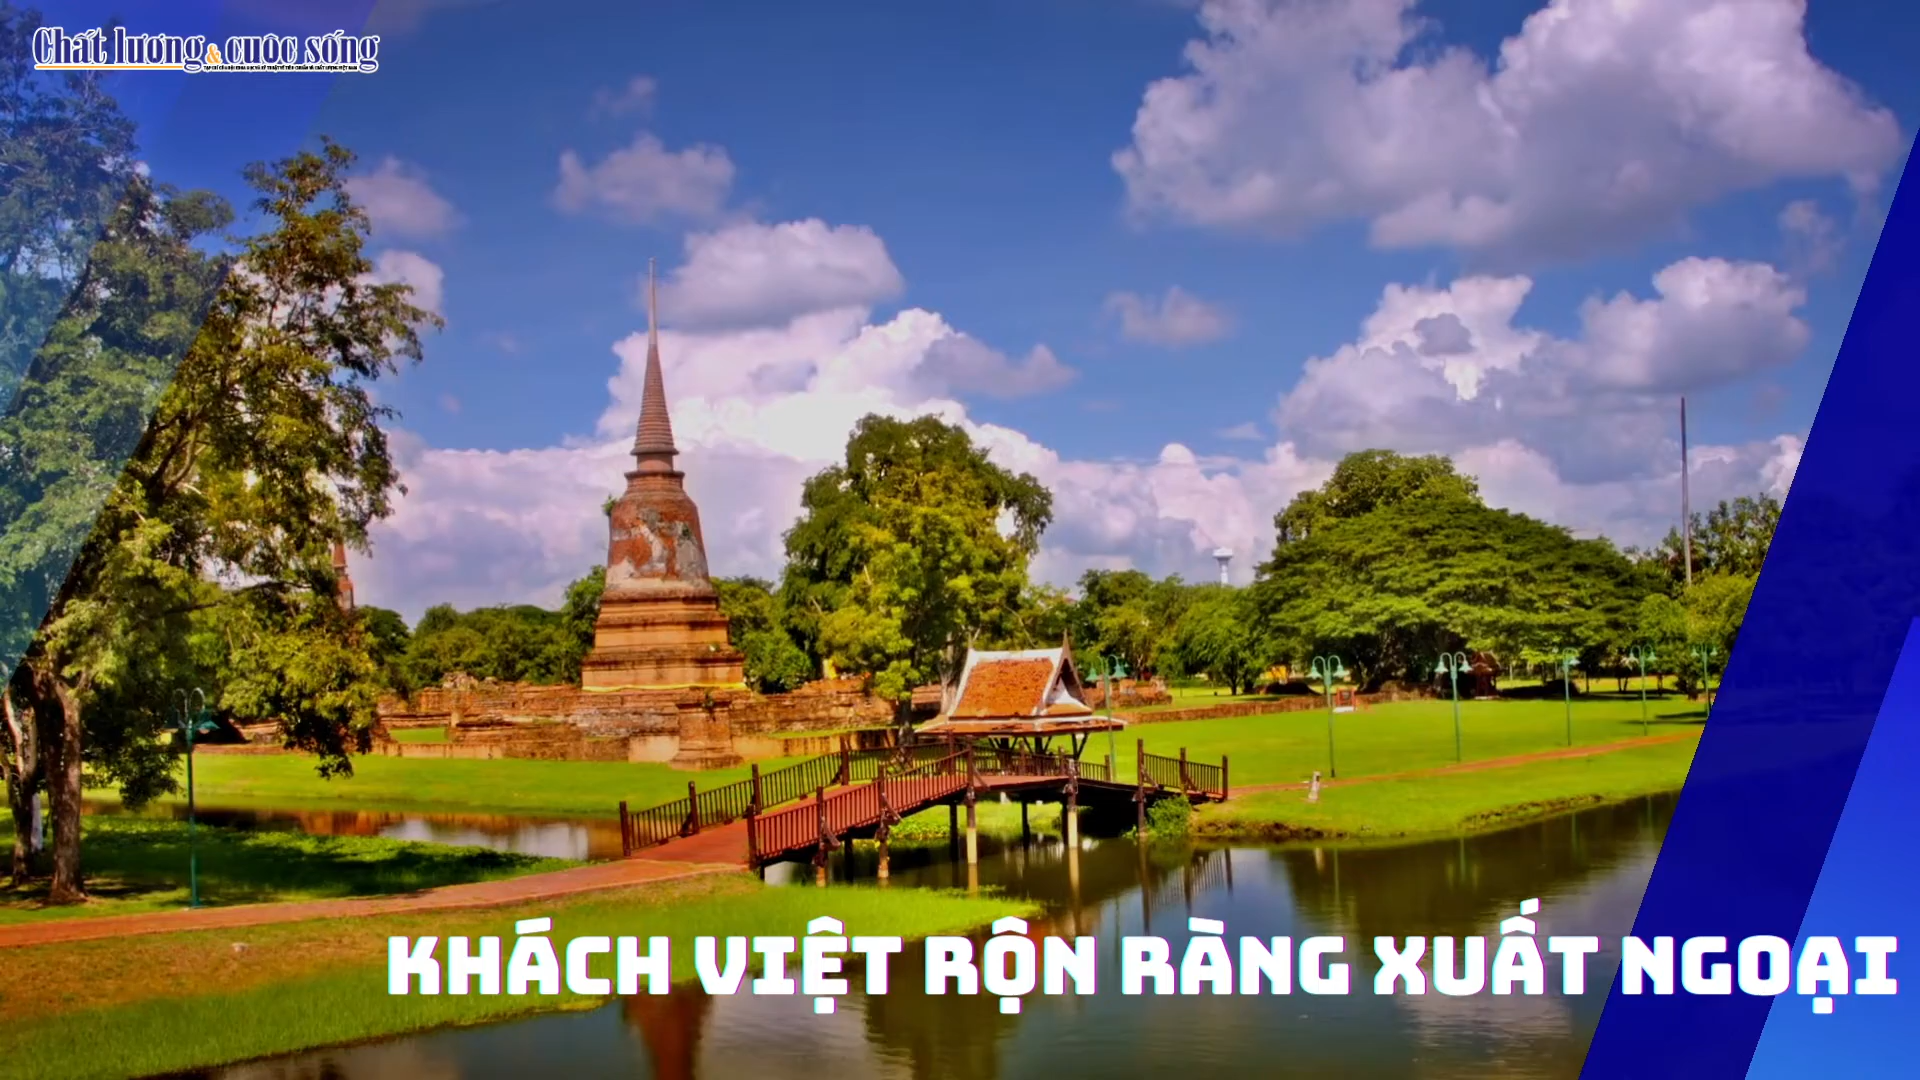 Chất lượng & cuộc sống
KHÁCH VIỆT RỘN RÀNG XUẤT NGOẠI